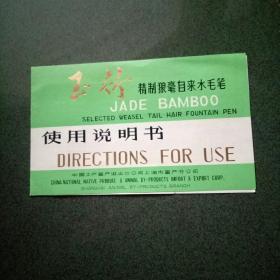 玉竹 精制狼毫自来水毛笔
JADE BAMBOO
SELECTED WEASEL TAIL HAIR FOUNTAIN PEN
使用说明书
DIRECTIONS FOR USE
中国土产畜产进出口公司上海市畜产分公司
CHINA NATIONAL NATIVE PRODUCE & ANIMAL BY-PRODUCTS IMPORT & EXPORT CORP.
SHANGHAI ANIMAL BY-PRODUCTS BRANCH